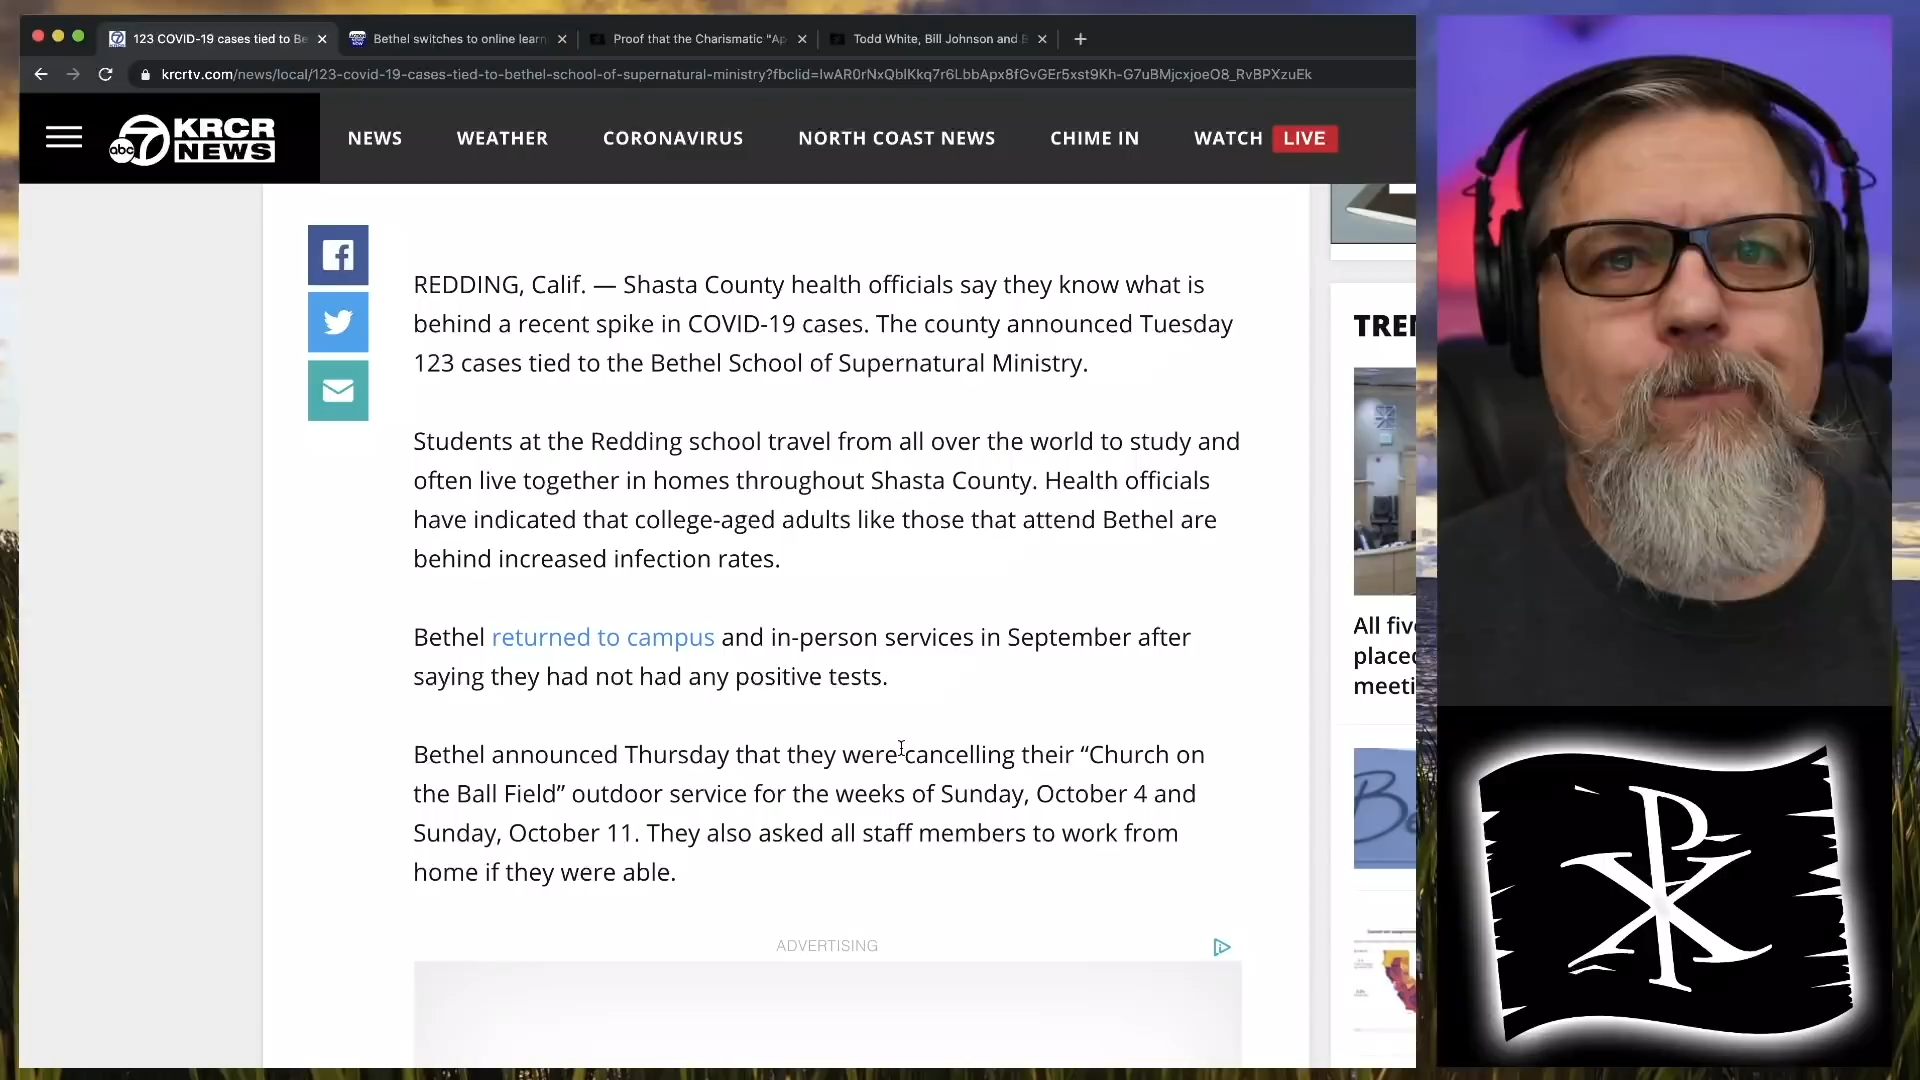 123 COVID-19 cases tied to Be
Bethel switches to online learn
Proof that the Charismatic "Ap
Todd White, Bill Johnson and
krcrtv.com/news/local/123-covid-19-cases-tied-to-bethel-school-of-supernatural-ministry?fbclid=IwAR0rNxQbIKkq7r6LbbApx8fGvGEr5xst9Kh-G7uBMjcxjoeO8_RvBPXzuEk
abc 7 KRCR NEWS
NEWS
WEATHER
CORONAVIRUS
NORTH COAST NEWS
CHIME IN
WATCH LIVE
REDDING, Calif. — Shasta County health officials say they know what is
behind a recent spike in COVID-19 cases. The county announced Tuesday
123 cases tied to the Bethel School of Supernatural Ministry.
Students at the Redding school travel from all over the world to study and
often live together in homes throughout Shasta County. Health officials
have indicated that college-aged adults like those that attend Bethel are
behind increased infection rates.
Bethel returned to campus and in-person services in September after
saying they had not had any positive tests.
Bethel announced Thursday that they were cancelling their “Church on
the Ball Field” outdoor service for the weeks of Sunday, October 4 and
Sunday, October 11. They also asked all staff members to work from
home if they were able.
ADVERTISING
TRE
All fiv
place
meeti
Be